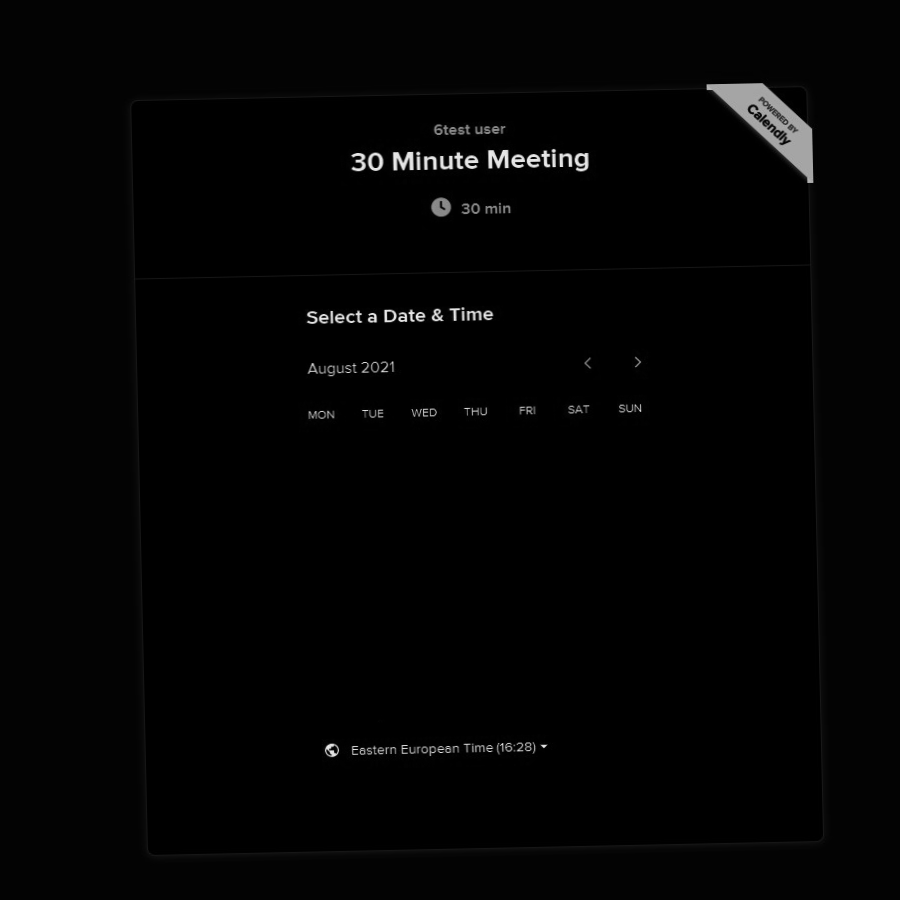 POWERED BY
Calendly
6test user
30 Minute Meeting
30 min
Select a Date & Time
August 2021
MON TUE WED THU FRI SAT SUN
Eastern European Time (16:28)